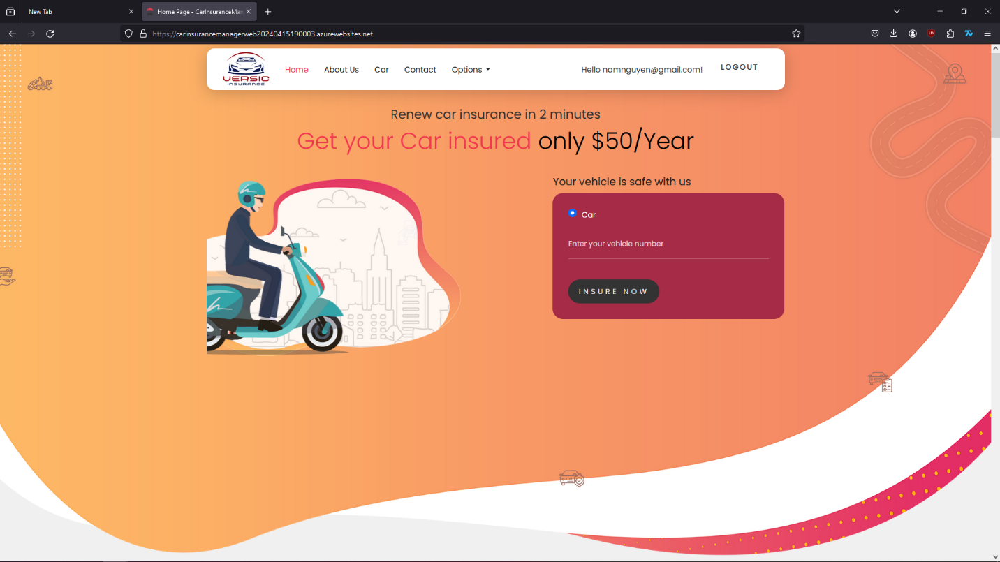 New Tab
Home Page - CarInsuranceMan
https://carinsurancemanagerweb20240415190003.azurewebsites.net
VERSIC
INSURANCE
Home About Us Car Contact Options Hello namnguyen@gmail.com! LOGOUT
Renew car insurance in 2 minutes
Get your Car insured only $50/Year
Your vehicle is safe with us
Car
Enter your vehicle number
INSURE NOW